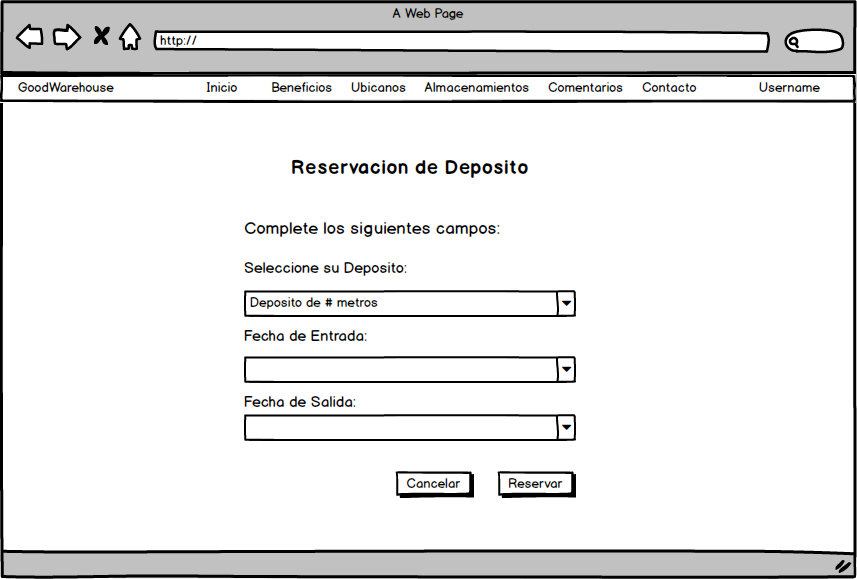 A Web Page
http://
GoodWarehouse Inicio Beneficios Ubicanos Almacenamientos Comentarios Contacto Username
Reservacion de Deposito
Complete los siguientes campos:
Seleccione su Deposito:
Deposito de # metros
Fecha de Entrada:
Fecha de Salida:
Cancelar Reservar